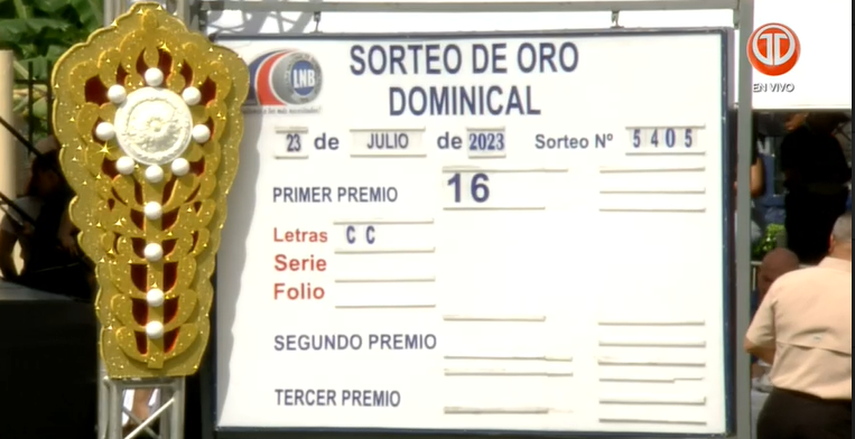 SORTEO DE ORO
DOMINICAL
LNB
EN VIVO
23 de JULIO de 2023 Sorteo Nº 5405
PRIMER PREMIO 16
Letras C C
Serie
Folio
SEGUNDO PREMIO
TERCER PREMIO